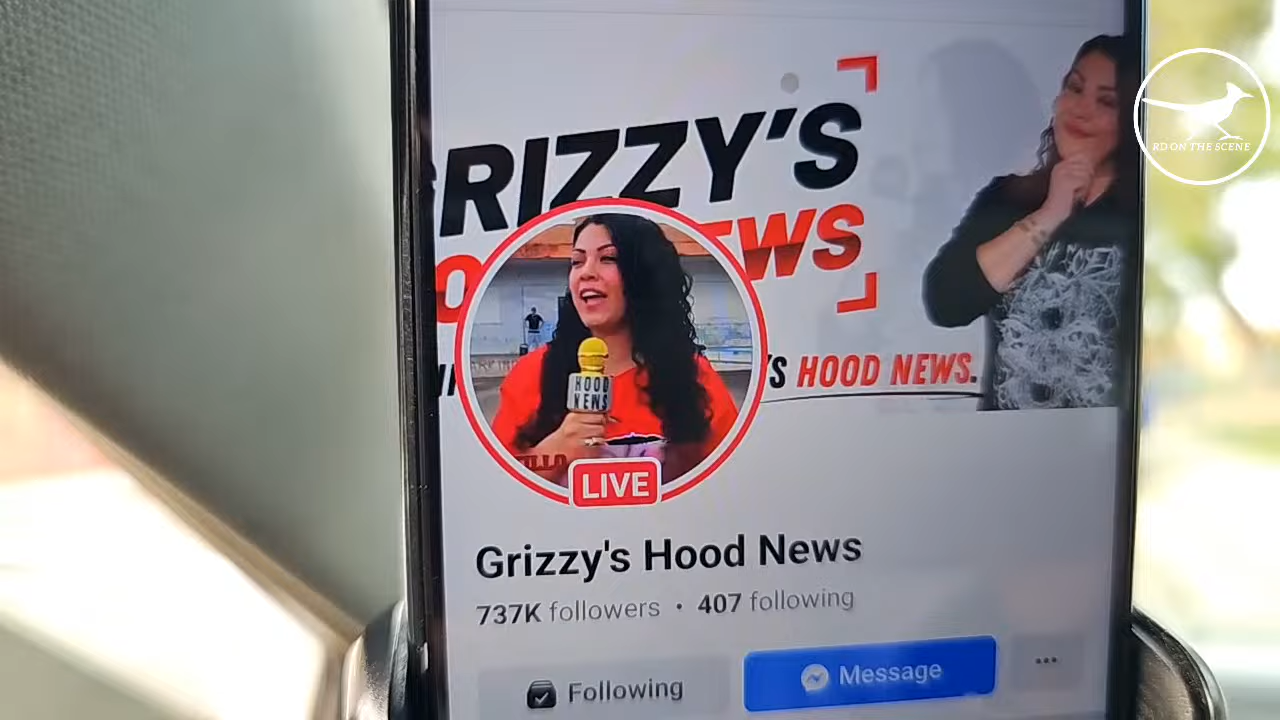 GRIZZY'S
RD ON THE SCENE
'S HOOD NEWS.
HOOD
NEWS
LIVE
Grizzy's Hood News
737K followers • 407 following
Following
Message
...